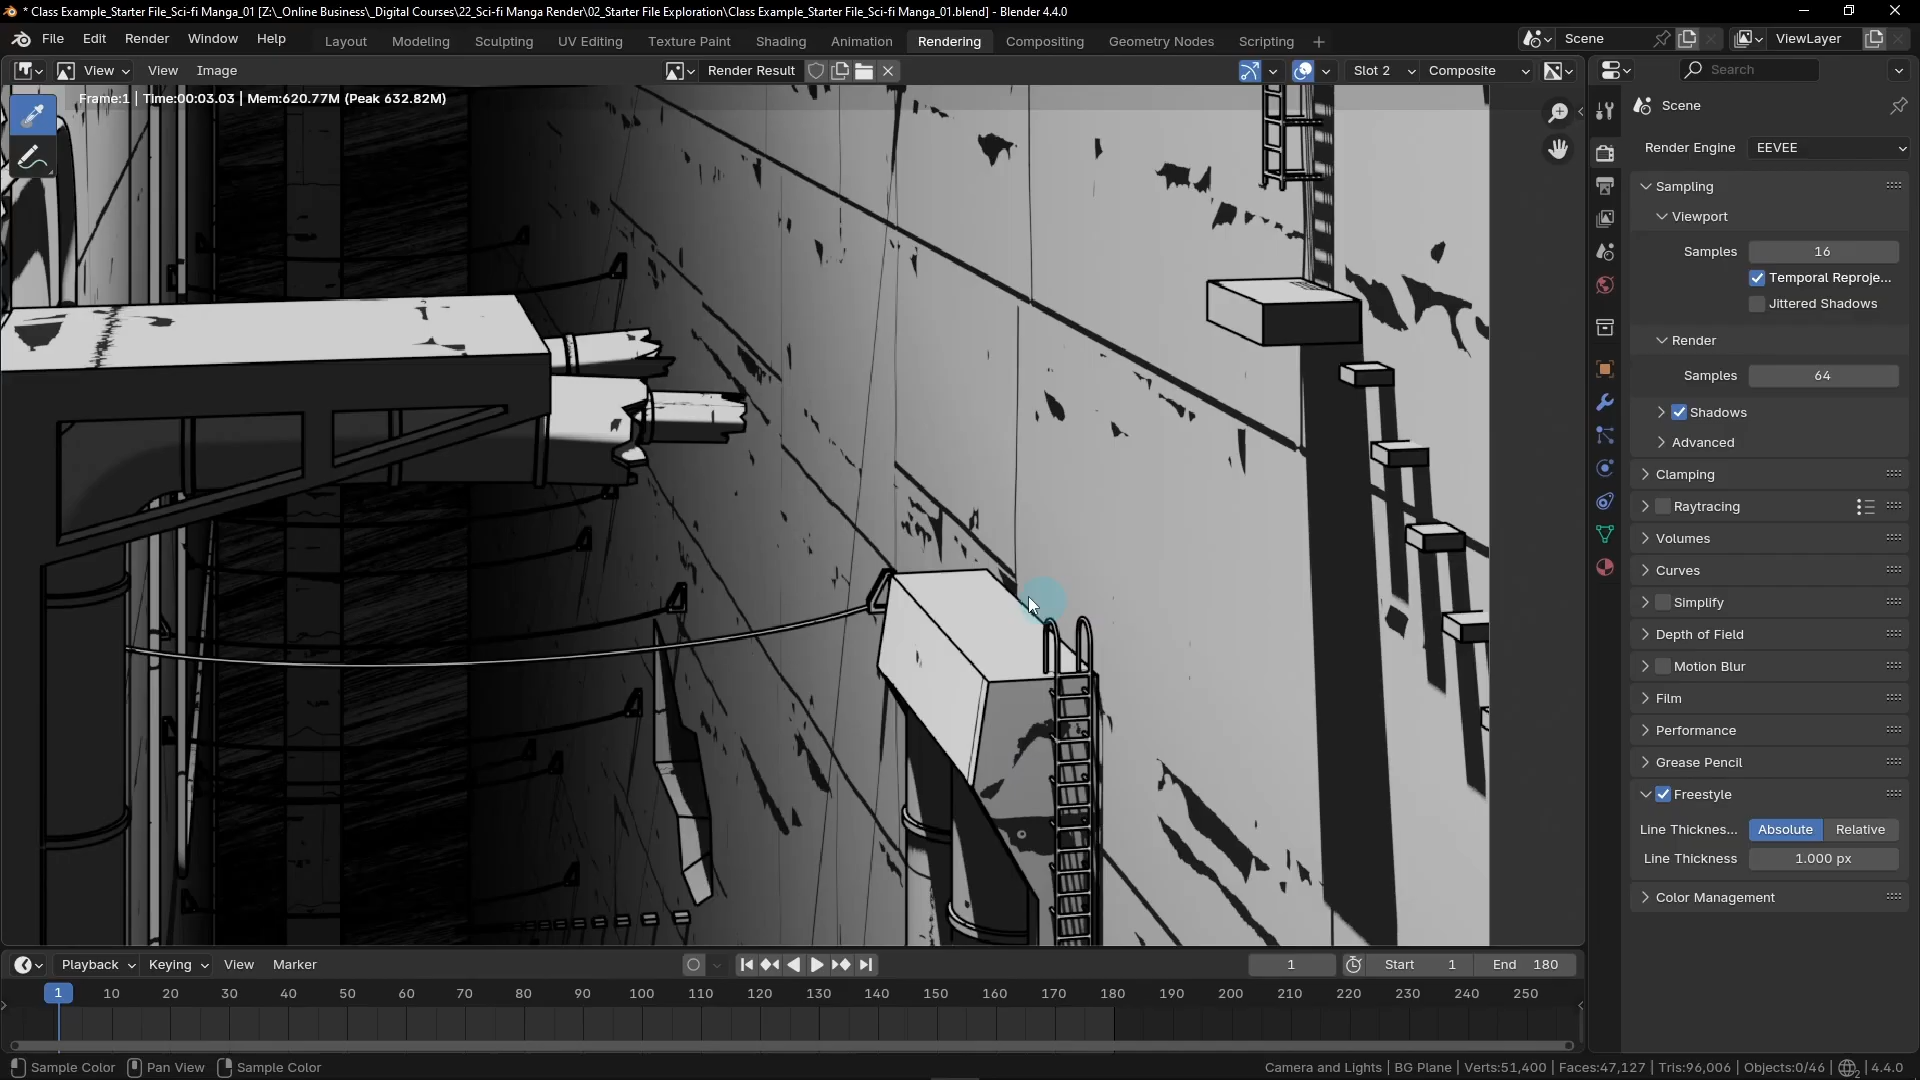 * Class Example_Starter File_Sci-fi Manga_01 [Z:\_Online Business\_Digital Courses\22_Sci-fi Manga Render\02_Starter File Exploration\Class Example_Starter File_Sci-fi Manga_01.blend] - Blender 4.4.0
File Edit Render Window Help Layout Modeling Sculpting UV Editing Texture Paint Shading Animation Rendering Compositing Geometry Nodes Scripting + Scene ViewLayer
View View Image Render Result Slot 2 Composite Search
Frame:1 | Time:00:03.03 | Mem:620.77M (Peak 632.82M)
Scene
Render Engine EEVEE
Sampling
Viewport
Samples 16
Temporal Reproje...
Jittered Shadows
Render
Samples 64
Shadows
Advanced
Clamping
Raytracing
Volumes
Curves
Simplify
Depth of Field
Motion Blur
Film
Performance
Grease Pencil
Freestyle
Line Thicknes... Absolute Relative
Line Thickness 1.000 px
Color Management
Playback Keying View Marker 1 Start 1 End 180
1 10 20 30 40 50 60 70 80 90 100 110 120 130 140 150 160 170 180 190 200 210 220 230 240 250
Sample Color Pan View Sample Color Camera and Lights | BG Plane | Verts:51,400 | Faces:47,127 | Tris:96,006 | Objects:0/46 | 2 | 4.4.0